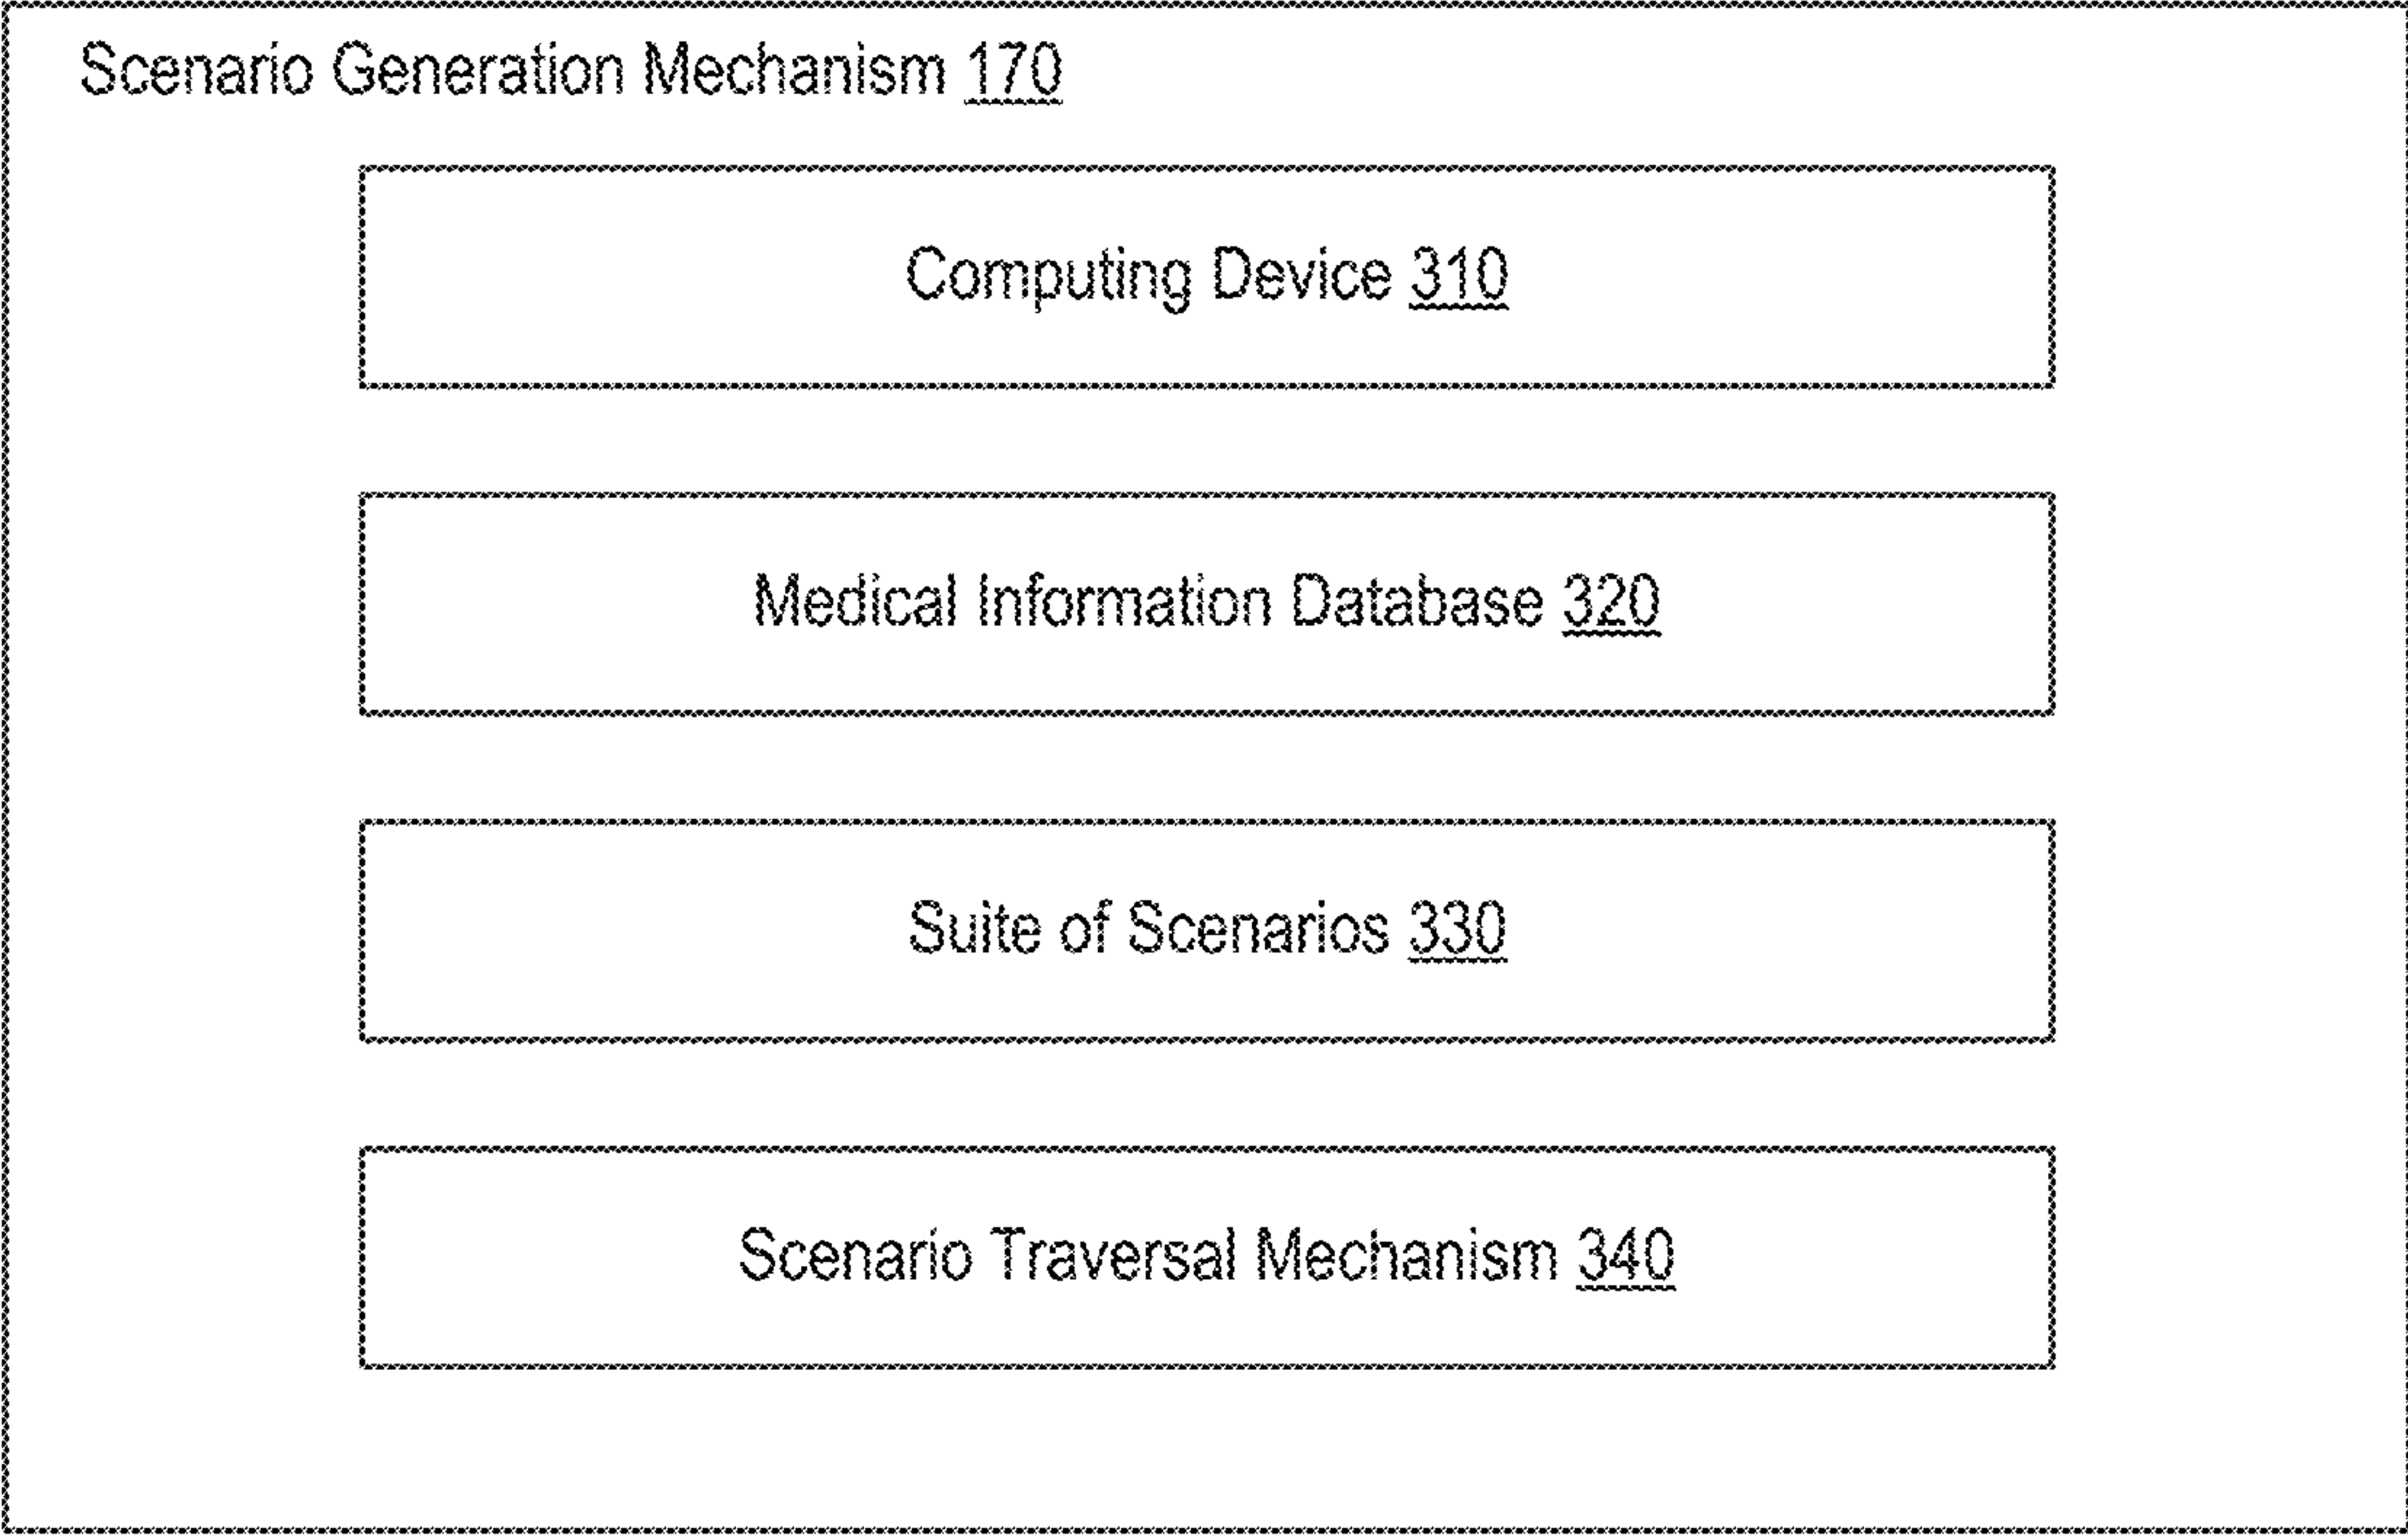 Scenario Generation Mechanism 170
Computing Device 310
Medical Information Database 320
Suite of Scenarios 330
Scenario Traversal Mechanism 340